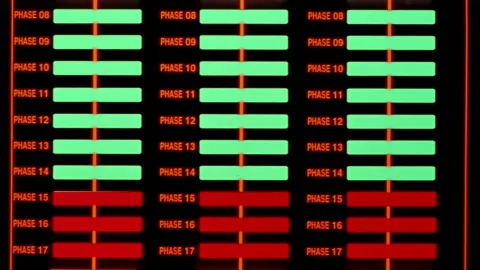 PHASE 08 PHASE 08 PHASE 08
PHASE 09 PHASE 09 PHASE 09
PHASE 10 PHASE 10 PHASE 10
PHASE 11 PHASE 11 PHASE 11
PHASE 12 PHASE 12 PHASE 12
PHASE 13 PHASE 13 PHASE 13
PHASE 14 PHASE 14 PHASE 14
PHASE 15 PHASE 15 PHASE 15
PHASE 16 PHASE 16 PHASE 16
PHASE 17 PHASE 17 PHASE 17